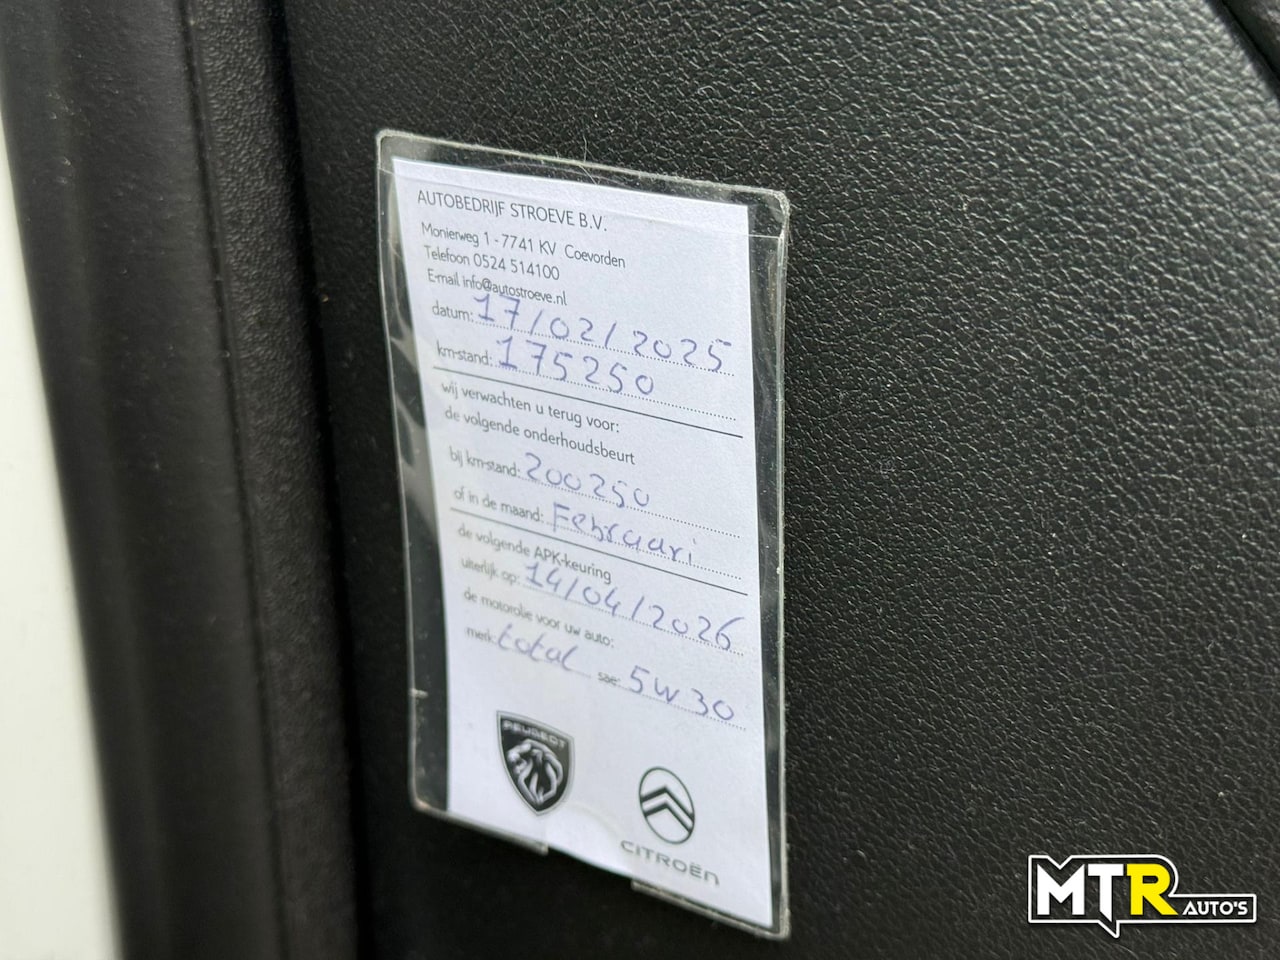 AUTOBEDRIJF STROEVE B.V.
Monierweg 1 - 7741 KV Coevorden
Telefoon 0524 514100
E-mail info@autostroeve.nl
datum: 17/02/2025
km-stand: 175250
wij verwachten u terug voor:
de volgende onderhoudsbeurt
bij km-stand: 200250
of in de maand: Februari
de volgende APK-keuring
uiterlijk op: 14/04/2026
de motorolie voor uw auto:
merk: total sae: 5W30
PEUGEOT
CITROËN
MTR AUTO'S